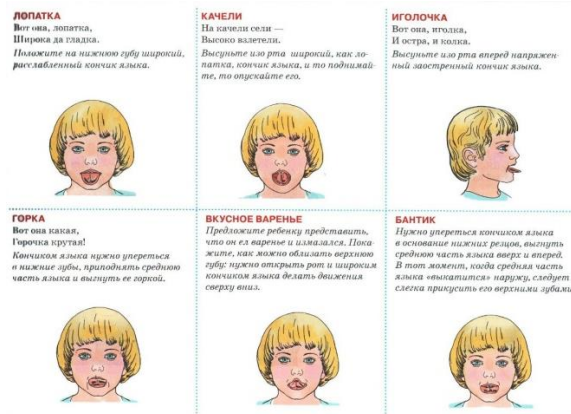 ЛОПАТКА
Вот она, лопатка,
Широка да гладка.
Положите на нижнюю губу широкий,
расслабленный кончик языка.
КАЧЕЛИ
На качели сели —
Высоко взлетели.
Высуньте изо рта широкий, как ло-
патка, кончик языка, и то поднимай-
те, то опускайте его.
ИГОЛОЧКА
Вот она, иголка,
И остра, и колка.
Высуньте изо рта вперед напряжен-
ный заостренный кончик языка.
ГОРКА
Вот она какая,
Горочка крутая!
Кончиком языка нужно упереться
в нижние зубы, приподнять среднюю
часть языка и выгнуть ее горкой.
ВКУСНОЕ ВАРЕНЬЕ
Предложите ребенку представить,
что он ел варенье и измазался. Пока-
жите, как можно облизать верхнюю
губу: нужно открыть рот и широким
кончиком языка делать движения
сверху вниз.
БАНТИК
Нужно упереться кончиком языка
в основание нижних резцов, выгнуть
среднюю часть языка вверх и вперед.
В тот момент, когда средняя часть
языка «выкатится» наружу, следует
слегка прикусить его верхними зубами